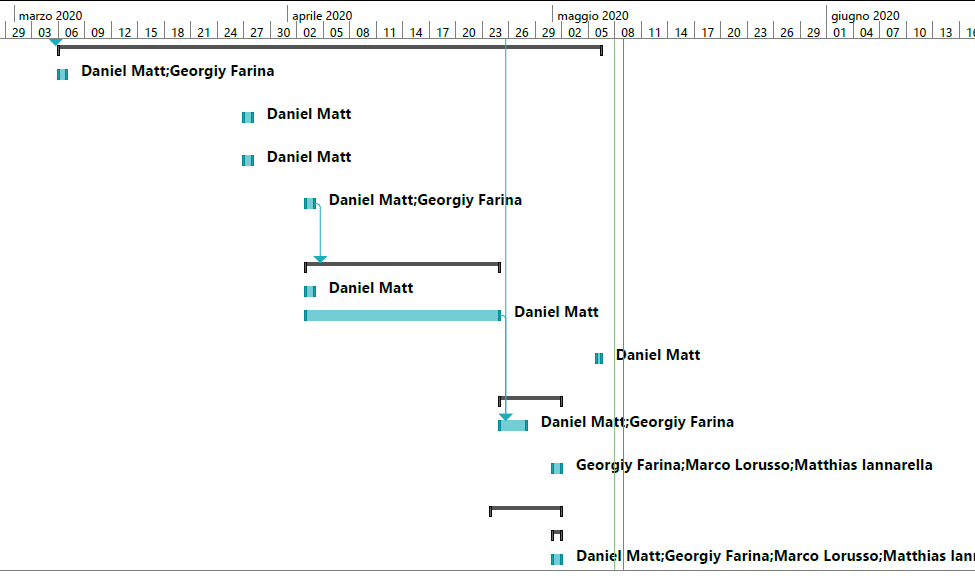 marzo 2020 aprile 2020 maggio 2020 giugno 2020
29 03 06 09 12 15 18 21 24 27 30 02 05 08 11 14 17 20 23 26 29 02 05 08 11 14 17 20 23 26 29 01 04 07 10 13 16
Daniel Matt;Georgiy Farina
Daniel Matt
Daniel Matt
Daniel Matt;Georgiy Farina
Daniel Matt
Daniel Matt
Daniel Matt
Daniel Matt;Georgiy Farina
Georgiy Farina;Marco Lorusso;Matthias Iannarella
Daniel Matt;Georgiy Farina;Marco Lorusso;Matthias Ian